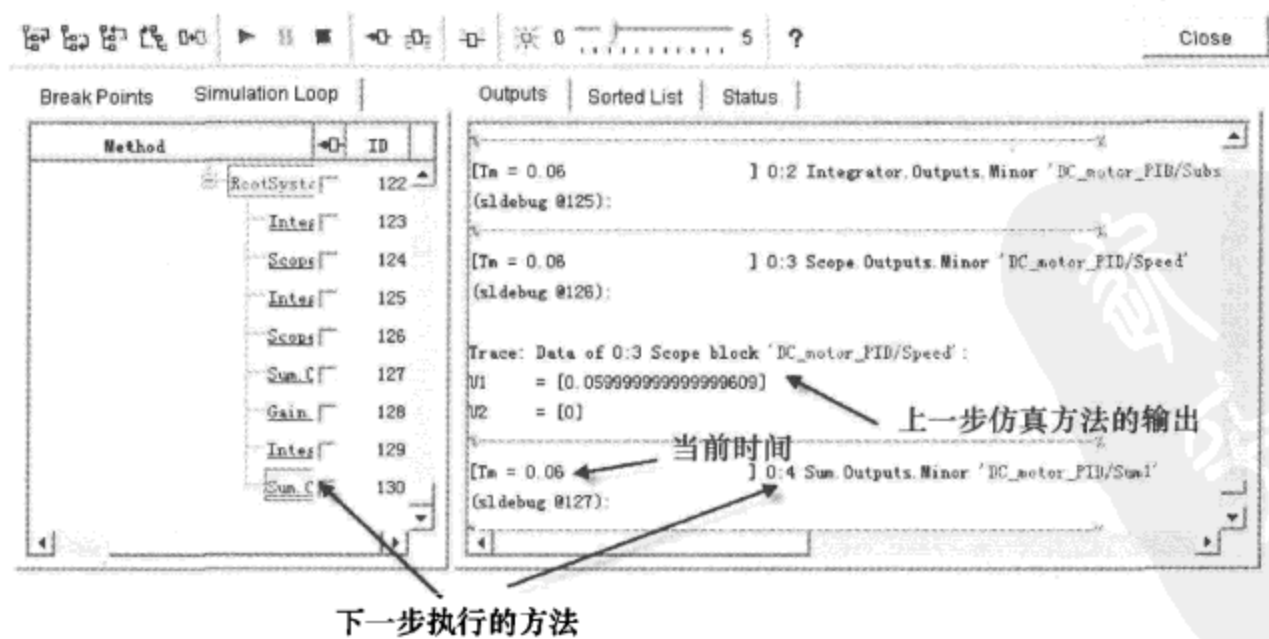 0 5 ? Close
Break Points Simulation Loop
Outputs Sorted List Status
Method ID
RootSyste 122
Integ 123
Scope 124
Integ 125
Scope 126
Sum.C 127
Gain. 128
Integ 129
Sum.C 130
%----%
[Tm = 0.06 ] 0:2 Integrator.Outputs.Minor 'DC_motor_PID/Subs
(sldebug @125):
%----%
[Tm = 0.06 ] 0:3 Scope.Outputs.Minor 'DC_motor_PID/Speed'
(sldebug @126):
Trace: Data of 0:3 Scope block 'DC_motor_PID/Speed':
U1 = [0.059999999999999609]
U2 = [0]
上一步仿真方法的输出
%----%
当前时间
[Tm = 0.06 ] 0:4 Sum.Outputs.Minor 'DC_motor_PID/Sum1'
(sldebug @127):
%----%
下一步执行的方法